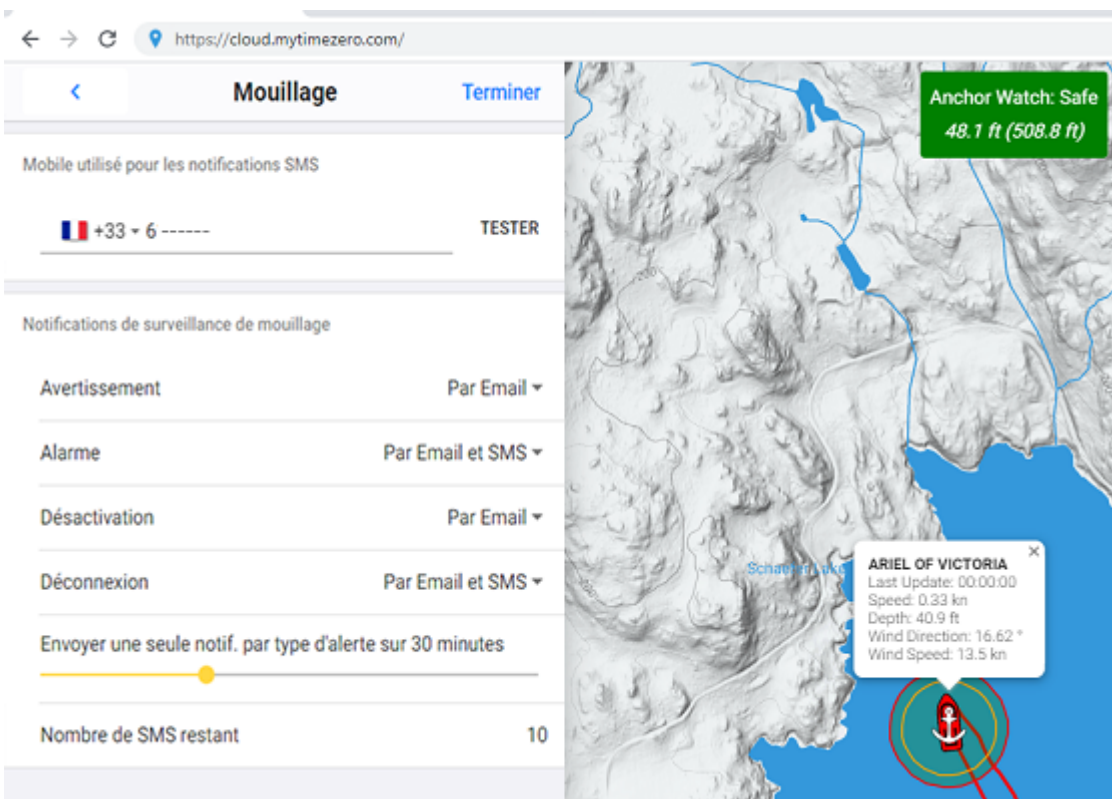 https://cloud.mytimezero.com/
Mouillage
Terminer
Mobile utilisé pour les notifications SMS
+33 6 ------
TESTER
Notifications de surveillance de mouillage
Avertissement
Par Email
Alarme
Par Email et SMS
Désactivation
Par Email
Déconnexion
Par Email et SMS
Envoyer une seule notif. par type d'alerte sur 30 minutes
Nombre de SMS restant
10
Anchor Watch: Safe
48.1 ft (508.8 ft)
200
ARIEL OF VICTORIA
Last Update: 00:00:00
Speed: 0.33 kn
Depth: 40.9 ft
Wind Direction: 16.62 °
Wind Speed: 13.5 kn